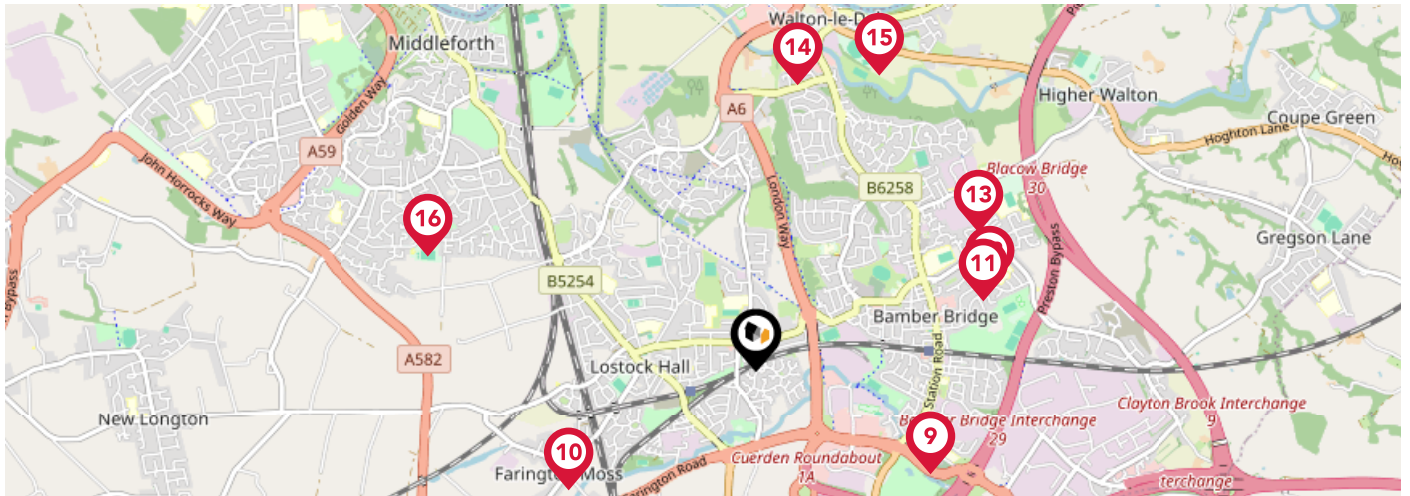 Walton-le-D
14
15
Middleforth
A6
Higher Walton
Coupe Green
Golden Way
A59
Hoghton Lane
John Horrocks Way
Blacow Bridge
30
B6258
13
London Way
16
Gregson Lane
Bypass
11
Preston Bypass
B5254
Bamber Bridge
A582
Lostock Hall
Station Road
New Longton
Clayton Brook Interchange
9
Bridge Interchange
29
9
10
Farington Moss
Cuerden Roundabout
1A
Farington Road
terchange